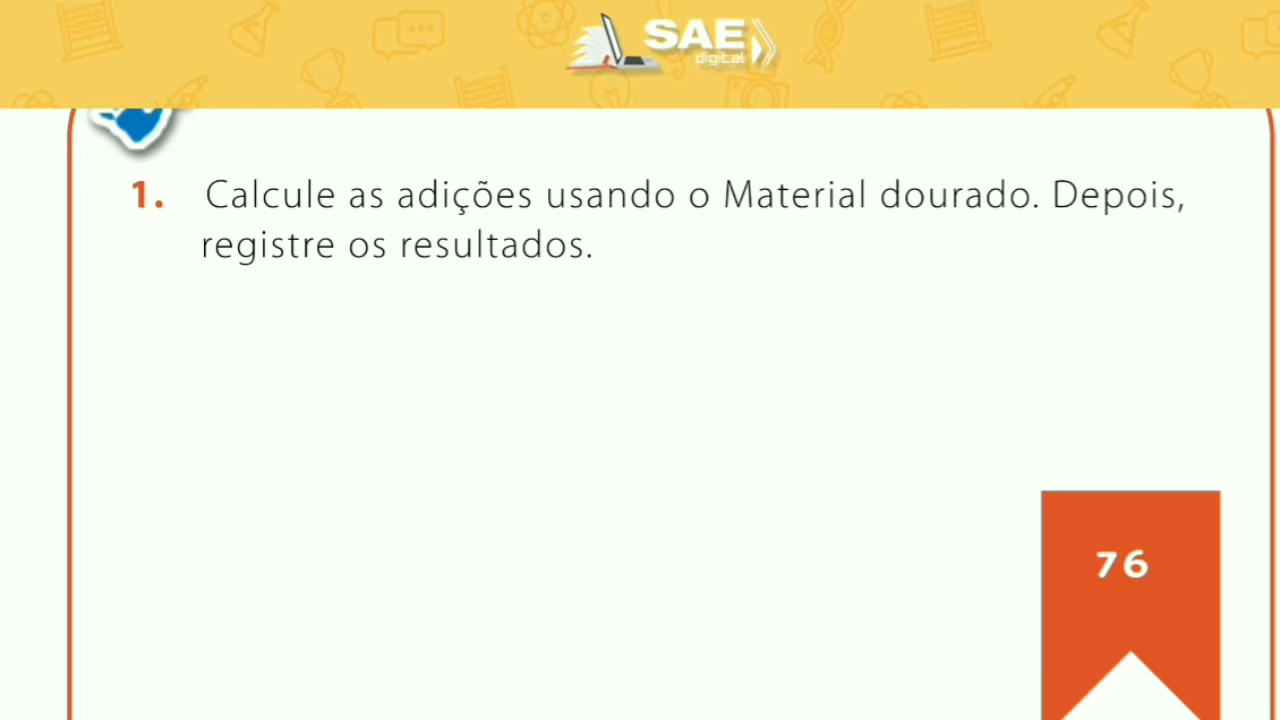 SAE
digital
1. Calcule as adições usando o Material dourado. Depois,
registre os resultados.
76